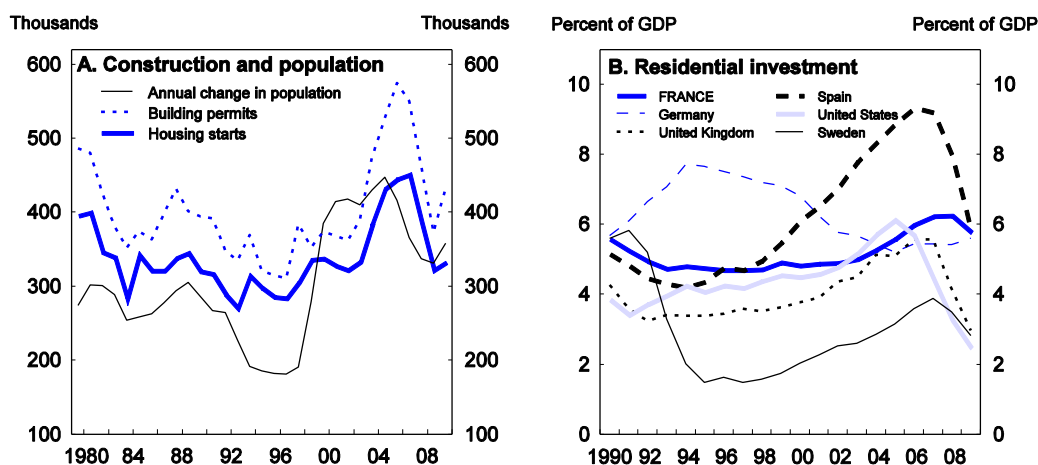 Thousands
Thousands
A. Construction and population
Annual change in population
Building permits
Housing starts
600
500
400
300
200
100
600
500
400
300
200
100
1980 84 88 92 96 00 04 08
Percent of GDP
Percent of GDP
B. Residential investment
FRANCE
Germany
United Kingdom
Spain
United States
Sweden
10
8
6
4
2
0
10
8
6
4
2
0
1990 92 94 96 98 00 02 04 06 08